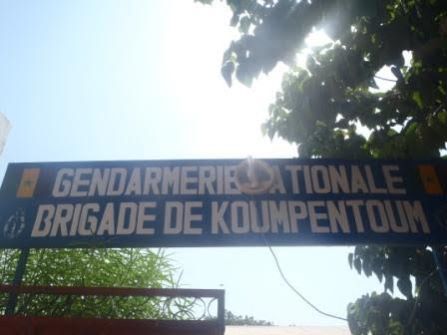 GENDARMERIE NATIONALE
BRIGADE DE KOUMPENTOUM